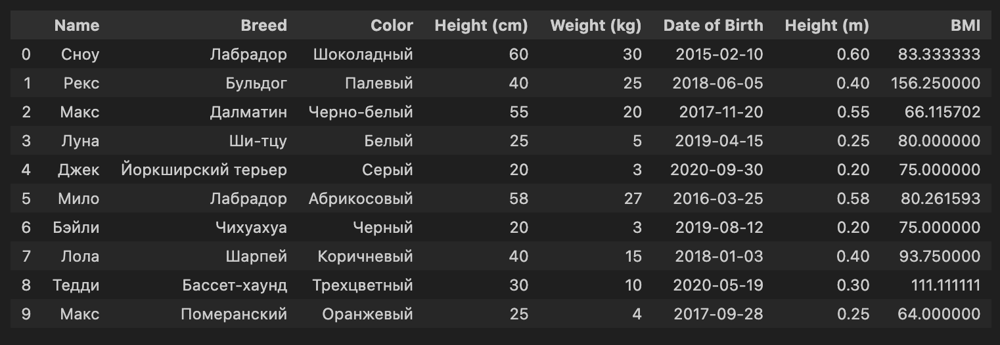 Name Breed Color Height (cm) Weight (kg) Date of Birth Height (m) BMI
0 Сноу Лабрадор Шоколадный 60 30 2015-02-10 0.60 83.333333
1 Рекс Бульдог Палевый 40 25 2018-06-05 0.40 156.250000
2 Макс Далматин Черно-белый 55 20 2017-11-20 0.55 66.115702
3 Луна Ши-тцу Белый 25 5 2019-04-15 0.25 80.000000
4 Джек Йоркширский терьер Серый 20 3 2020-09-30 0.20 75.000000
5 Мило Лабрадор Абрикосовый 58 27 2016-03-25 0.58 80.261593
6 Бэйли Чихуахуа Черный 20 3 2019-08-12 0.20 75.000000
7 Лола Шарпей Коричневый 40 15 2018-01-03 0.40 93.750000
8 Тедди Бассет-хаунд Трехцветный 30 10 2020-05-19 0.30 111.111111
9 Макс Померанский Оранжевый 25 4 2017-09-28 0.25 64.000000